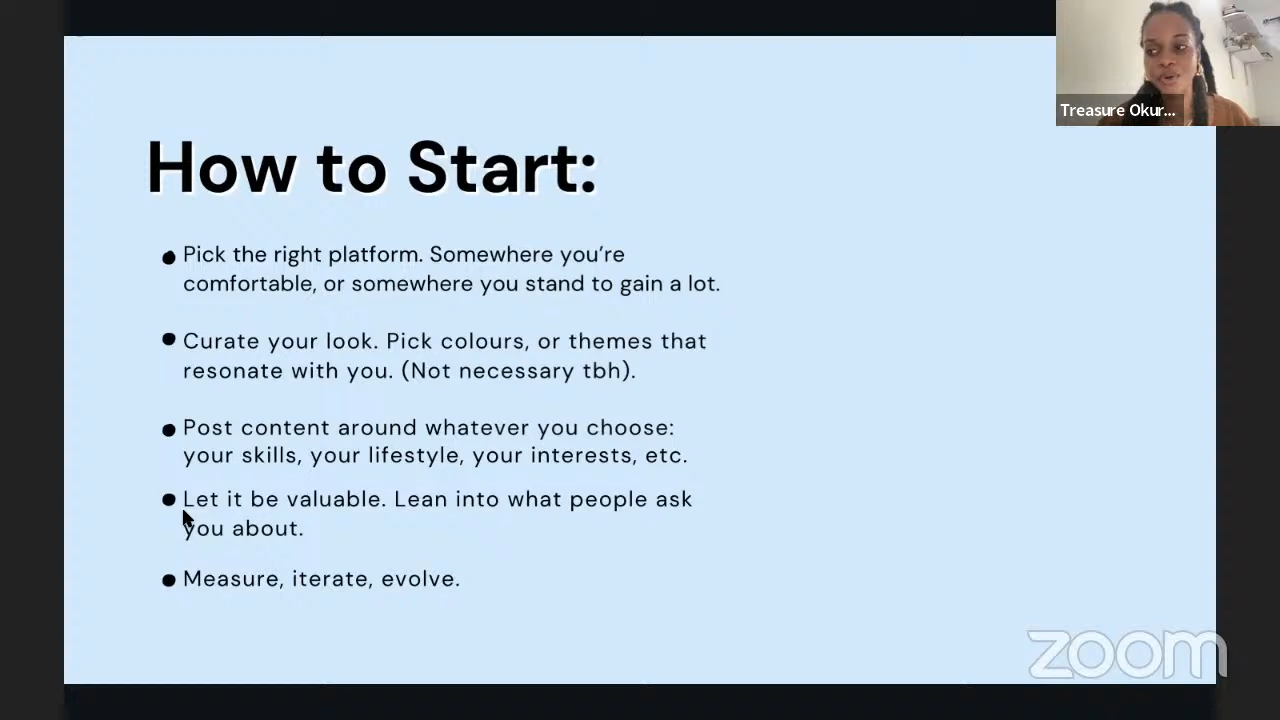 Treasure Okur...
How to Start:
Pick the right platform. Somewhere you're
comfortable, or somewhere you stand to gain a lot.
Curate your look. Pick colours, or themes that
resonate with you. (Not necessary tbh).
Post content around whatever you choose:
your skills, your lifestyle, your interests, etc.
Let it be valuable. Lean into what people ask
you about.
Measure, iterate, evolve.
zoom